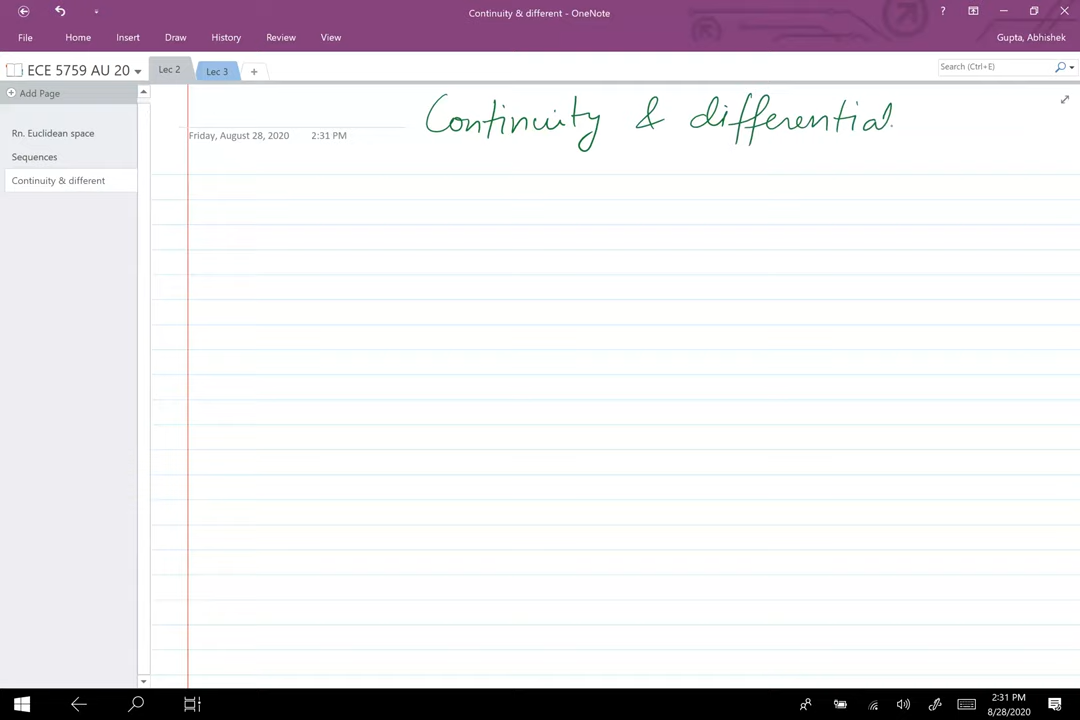 Continuity & different - OneNote
?
File Home Insert Draw History Review View
Gupta, Abhishek
ECE 5759 AU 20
Lec 2
Lec 3
+
Search (Ctrl+E)
Add Page
Rn. Euclidean space
Sequences
Continuity & different
Continuity & differential.
Friday, August 28, 2020 2:31 PM
2:31 PM
8/28/2020